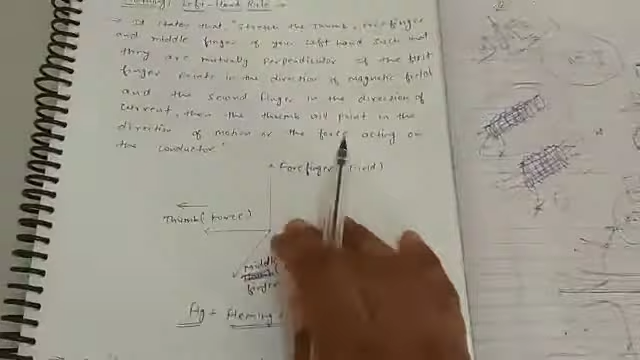 Fleming's Left-Hand Rule →
→ It states that, "Stretch the thumb, forefinger
and middle finger of your left hand such that
they are mutually perpendicular if the first
finger points in the direction of magnetic field
and the second finger in the direction of
current, then the thumb will point in the
direction of motion or the force acting on
the conductor."
Forefinger (Field)
Thumb (Force)
Middle
finger
Fig: Fleming